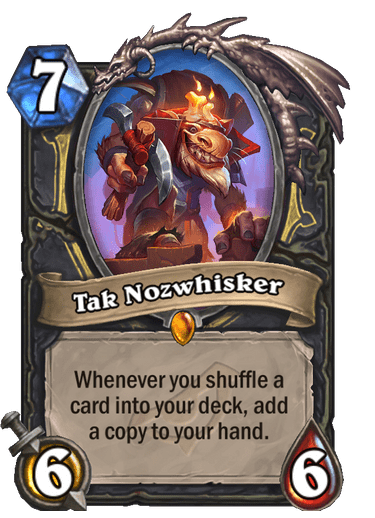 7
Tak Nozwhisker
Whenever you shuffle a
card into your deck, add
a copy to your hand.
6
6